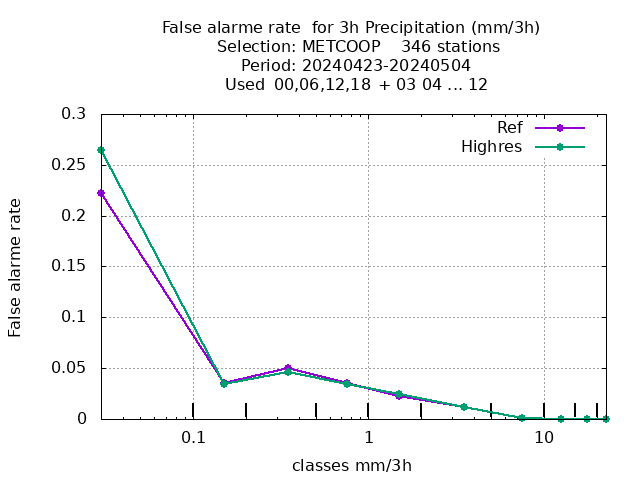 False alarme rate  for 3h Precipitation (mm/3h)
Selection: METCOOP    346 stations
Period: 20240423-20240504
Used  00,06,12,18 + 03 04 ... 12
Ref
Highres
0.3
0.25
0.2
0.15
0.1
0.05
0
False alarme rate
0.1 1 10
classes mm/3h